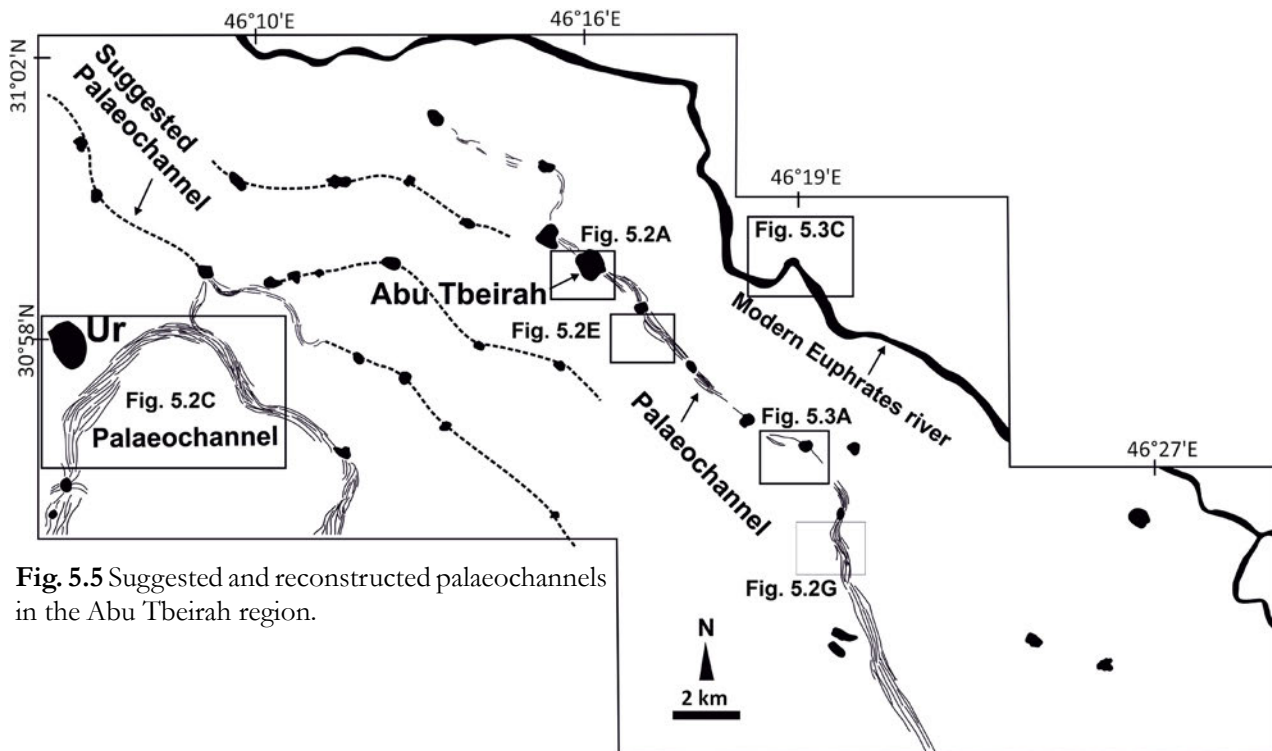 46°10'E
46°16'E
31°02'N
Suggested
Palaeochannel
46°19'E
Fig. 5.2A
Fig. 5.3C
Abu Tbeirah
Fig. 5.2E
Modern Euphrates river
30°58'N
Ur
Fig. 5.2C
Palaeochannel
Palaeochannel
Fig. 5.3A
46°27'E
Fig. 5.2G
N
2 km
Fig. 5.5 Suggested and reconstructed palaeochannels
in the Abu Tbeirah region.